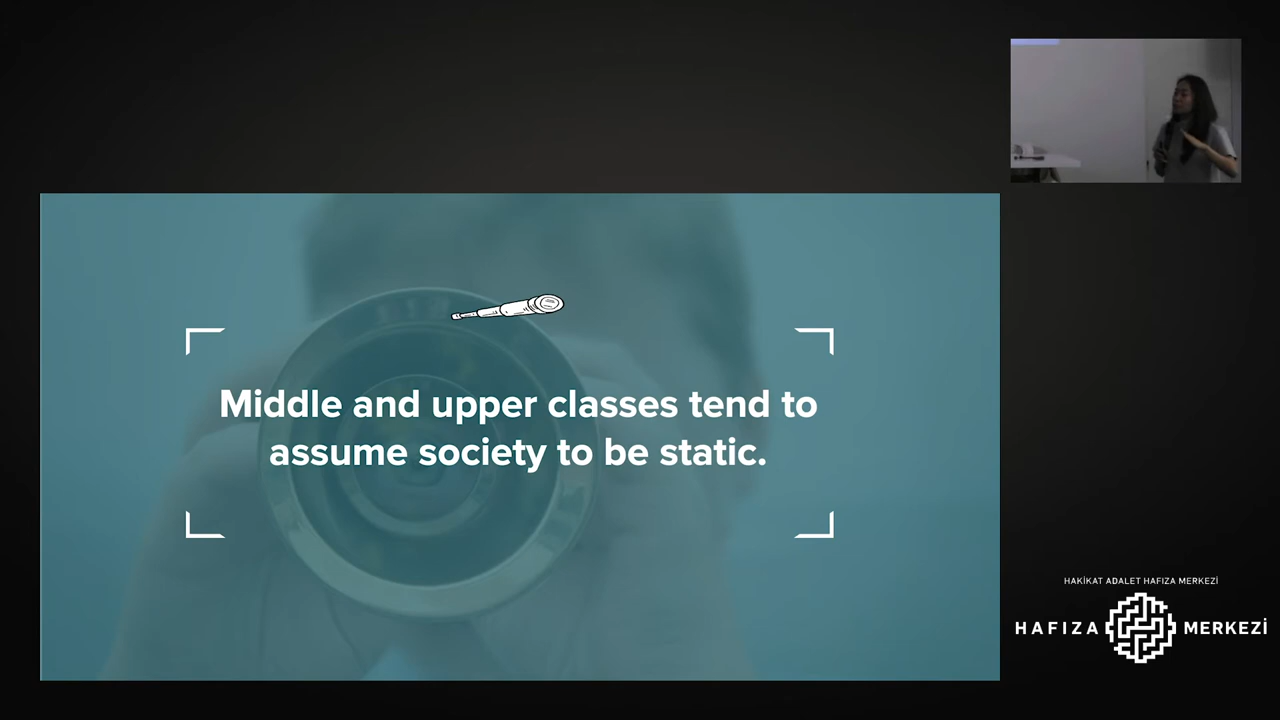 Middle and upper classes tend to
assume society to be static.
HAKİKAT ADALET HAFIZA MERKEZİ
HAFIZA MERKEZİ